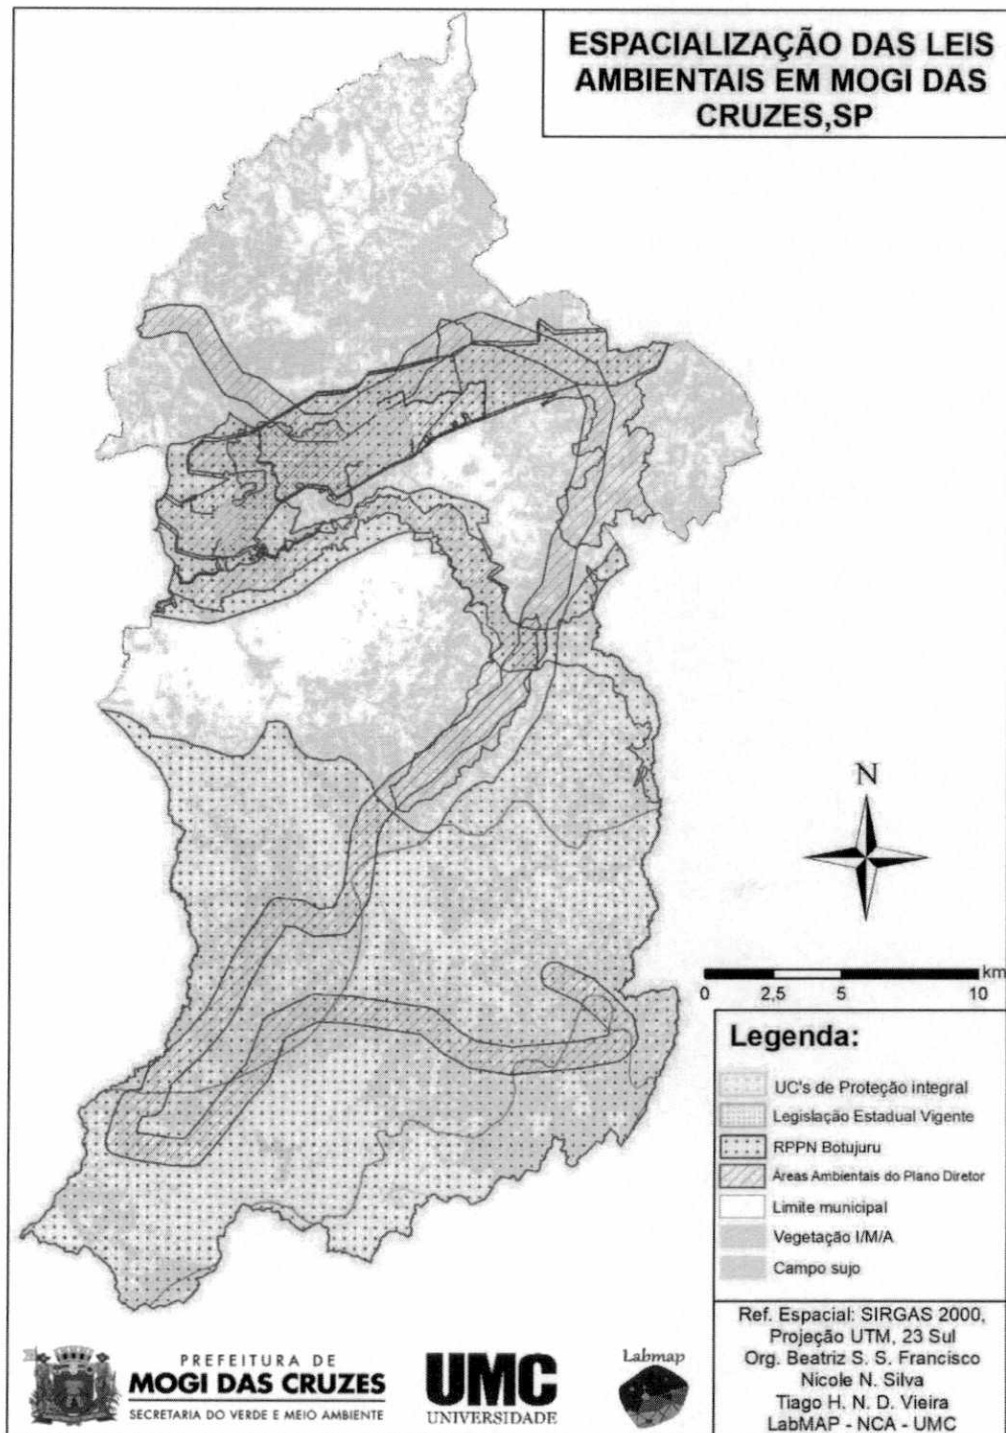 ESPACIALIZAÇÃO DAS LEIS
AMBIENTAIS EM MOGI DAS
CRUZES,SP
N
km
0 2,5 5 10
Legenda:
UC's de Proteção integral
Legislação Estadual Vigente
RPPN Botujuru
Áreas Ambientais do Plano Diretor
Limite municipal
Vegetação I/M/A
Campo sujo
Ref. Espacial: SIRGAS 2000,
Projeção UTM, 23 Sul
Org. Beatriz S. S. Francisco
Nicole N. Silva
Tiago H. N. D. Vieira
LabMAP - NCA - UMC
PREFEITURA DE
MOGI DAS CRUZES
SECRETARIA DO VERDE E MEIO AMBIENTE
UMC
UNIVERSIDADE
Labmap